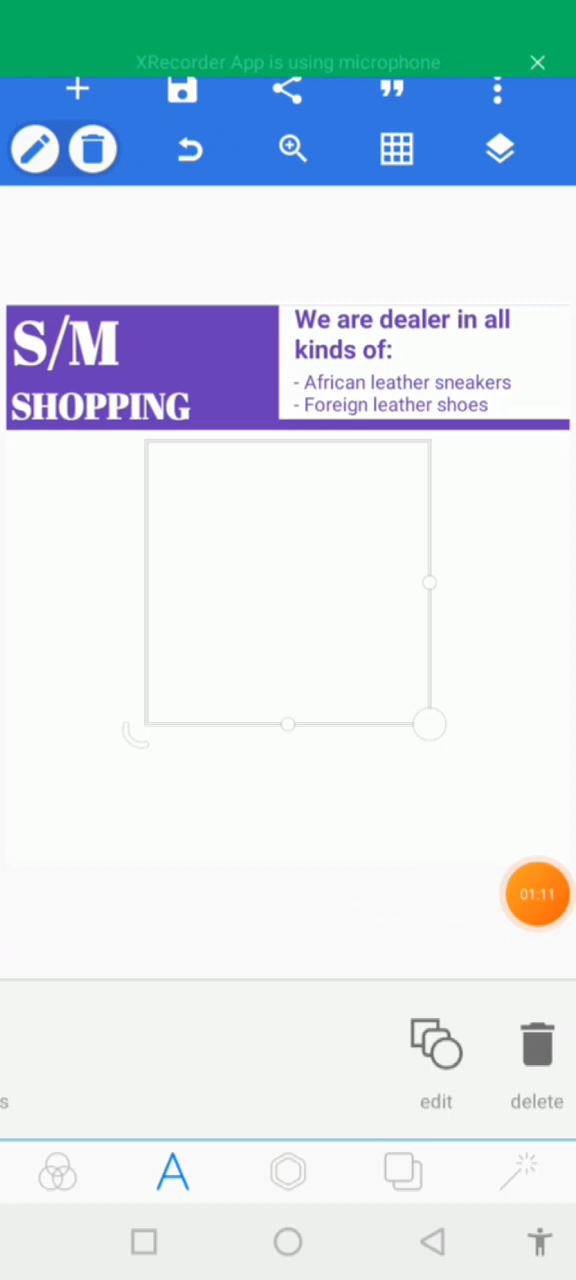 XRecorder App is using microphone
S/M
SHOPPING
We are dealer in all
kinds of:
- African leather sneakers
- Foreign leather shoes
01:11
s
edit
delete